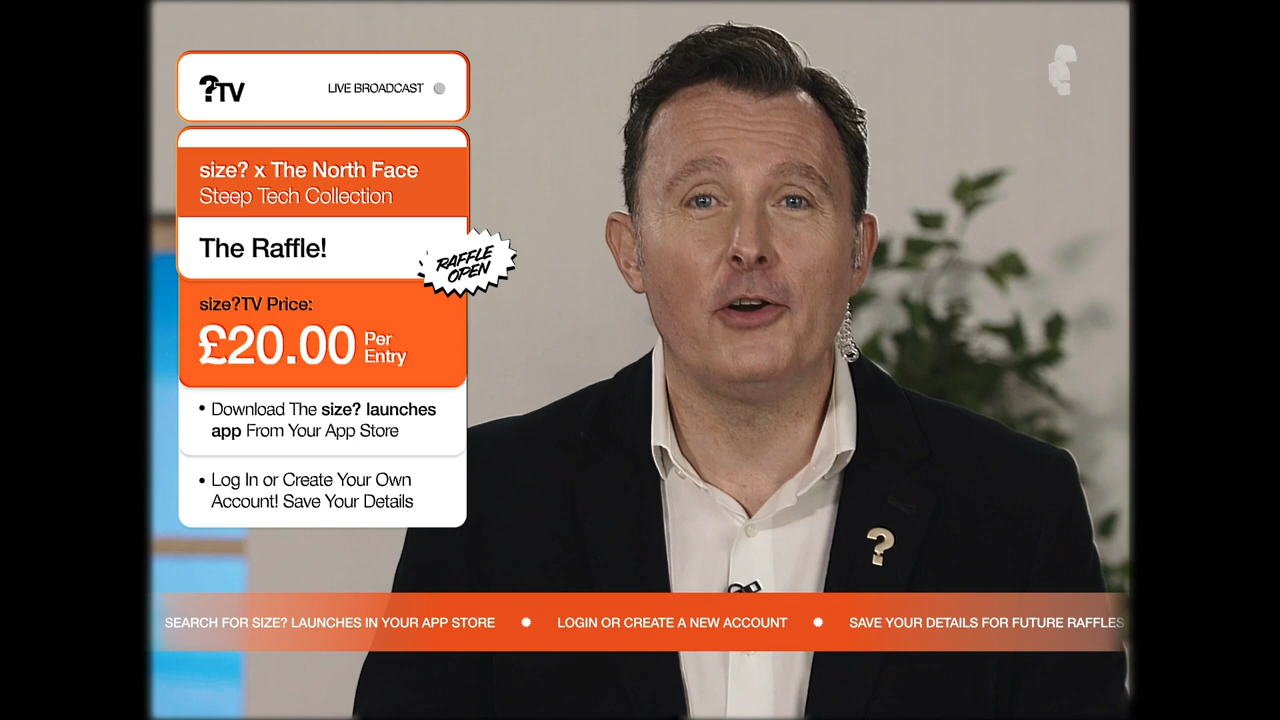 ?TV
LIVE BROADCAST
size? x The North Face
Steep Tech Collection
The Raffle!
RAFFLE
OPEN
size?TV Price:
£20.00 Per
Entry
• Download The size? launches
app From Your App Store
• Log In or Create Your Own
Account! Save Your Details
?
SEARCH FOR SIZE? LAUNCHES IN YOUR APP STORE
LOGIN OR CREATE A NEW ACCOUNT
SAVE YOUR DETAILS FOR FUTURE RAFFLES